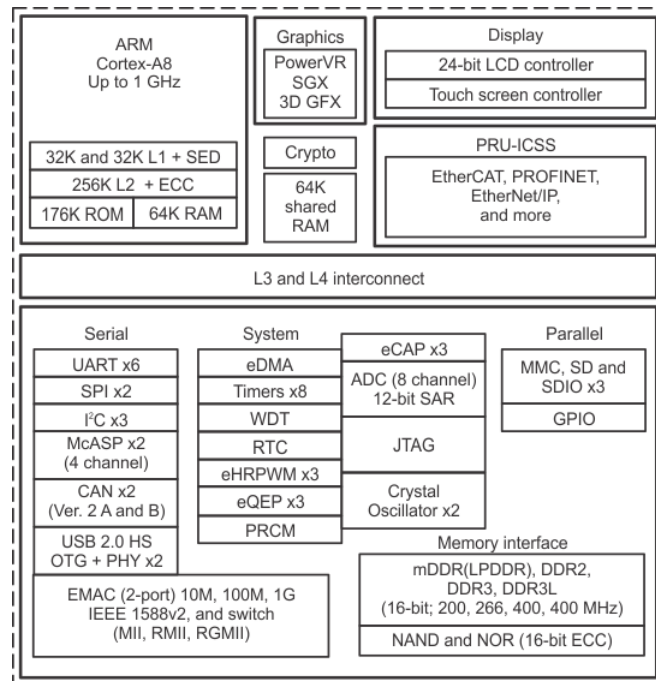 ARM
Cortex-A8
Up to 1 GHz
32K and 32K L1 + SED
256K L2 + ECC
176K ROM
64K RAM
Graphics
PowerVR
SGX
3D GFX
Crypto
64K
shared
RAM
Display
24-bit LCD controller
Touch screen controller
PRU-ICSS
EtherCAT, PROFINET,
EtherNet/IP,
and more
L3 and L4 interconnect
Serial
UART x6
SPI x2
I²C x3
McASP x2
(4 channel)
CAN x2
(Ver. 2 A and B)
USB 2.0 HS
OTG + PHY x2
EMAC (2-port) 10M, 100M, 1G
IEEE 1588v2, and switch
(MII, RMII, RGMII)
System
eDMA
Timers x8
WDT
RTC
eHRPWM x3
eQEP x3
PRCM
eCAP x3
ADC (8 channel)
12-bit SAR
JTAG
Crystal
Oscillator x2
Parallel
MMC, SD and
SDIO x3
GPIO
Memory interface
mDDR(LPDDR), DDR2,
DDR3, DDR3L
(16-bit; 200, 266, 400, 400 MHz)
NAND and NOR (16-bit ECC)